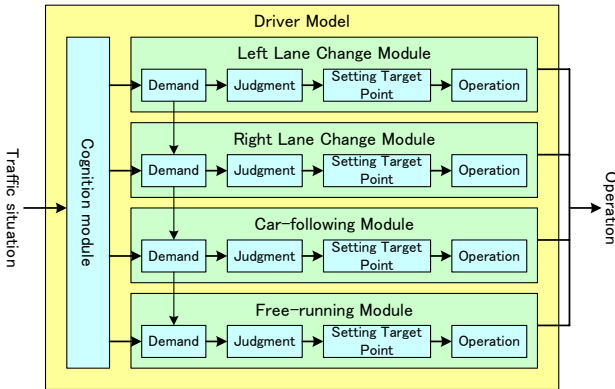 Driver Model
Traffic situation
Cognition module
Left Lane Change Module
Demand
Judgment
Setting Target
Point
Operation
Right Lane Change Module
Demand
Judgment
Setting Target
Point
Operation
Car-following Module
Demand
Judgment
Setting Target
Point
Operation
Free-running Module
Demand
Judgment
Setting Target
Point
Operation
Operation